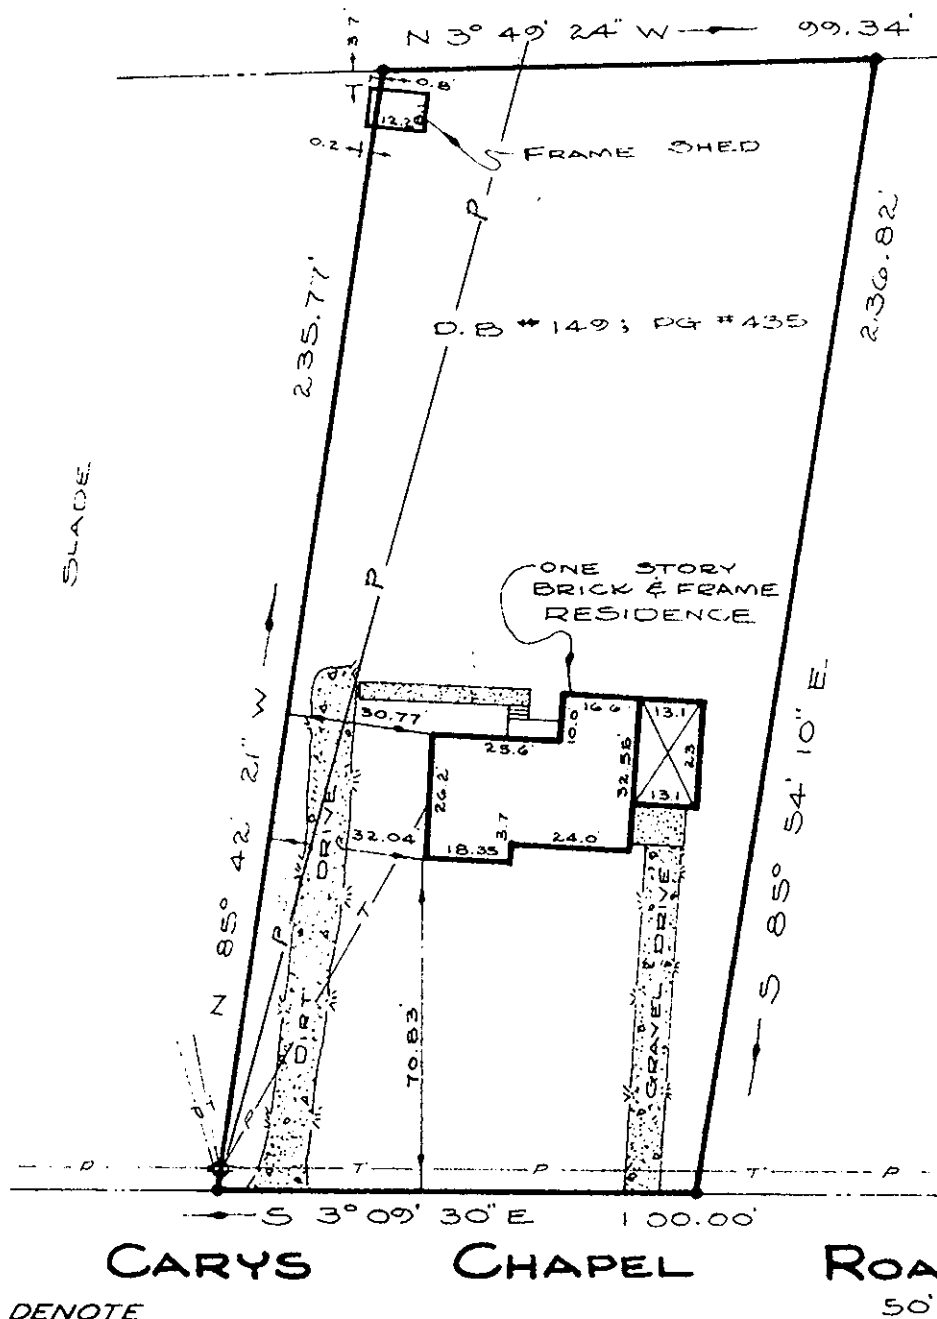 N 3° 49' 24" W 99.34'
3.7
0.8'
12.2
8.1
0.2
FRAME SHED
P
235.77'
236.82'
D.B #149; PG #435
SLADE
P
ONE STORY
BRICK & FRAME
RESIDENCE
30.77
16.6
13.1
10.0
25.6
23
32.58
26.2
13.1
32.04
3.7
24.0
18.35
T
P
N 85° 42' 21" W
S 85° 54' 10" E
DIRT DRIVE
GRAVEL DRIVE
70.83
P
P T P T P
S 3° 09' 30" E 100.00'
CARYS CHAPEL ROA
DENOTE
50'